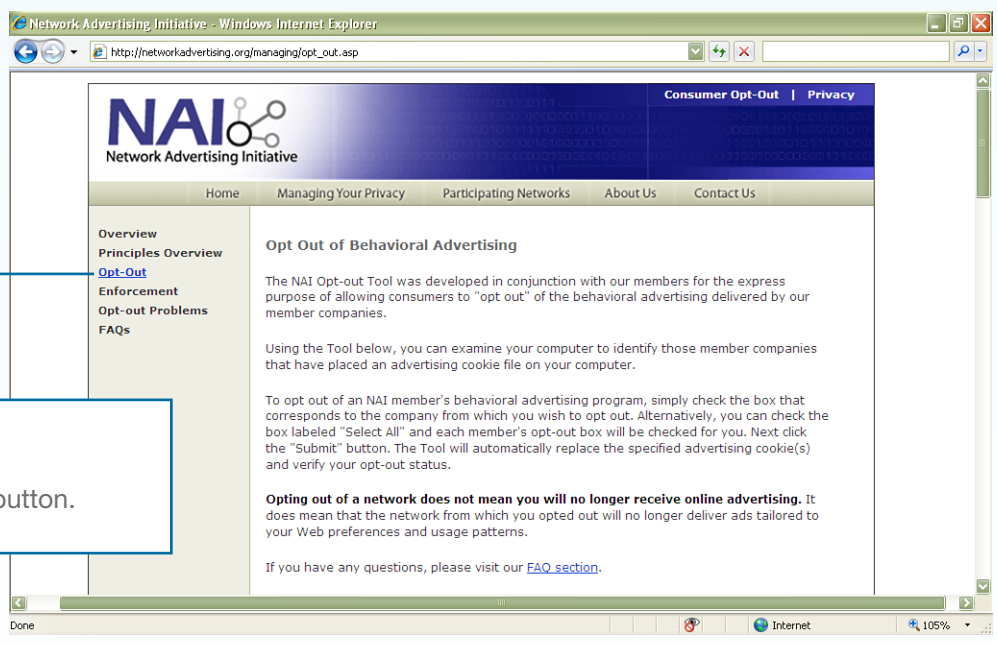 Network Advertising Initiative - Windows Internet Explorer
http://networkadvertising.org/managing/opt_out.asp
Consumer Opt-Out | Privacy
NAI
Network Advertising Initiative
Home Managing Your Privacy Participating Networks About Us Contact Us
Overview
Principles Overview
Opt-Out
Enforcement
Opt-out Problems
FAQs
Opt Out of Behavioral Advertising
The NAI Opt-out Tool was developed in conjunction with our members for the express
purpose of allowing consumers to "opt out" of the behavioral advertising delivered by our
member companies.
Using the Tool below, you can examine your computer to identify those member companies
that have placed an advertising cookie file on your computer.
To opt out of an NAI member's behavioral advertising program, simply check the box that
corresponds to the company from which you wish to opt out. Alternatively, you can check the
box labeled "Select All" and each member's opt-out box will be checked for you. Next click
the "Submit" button. The Tool will automatically replace the specified advertising cookie(s)
and verify your opt-out status.
Opting out of a network does not mean you will no longer receive online advertising. It
does mean that the network from which you opted out will no longer deliver ads tailored to
your Web preferences and usage patterns.
If you have any questions, please visit our FAQ section.
button.
Done Internet 105%